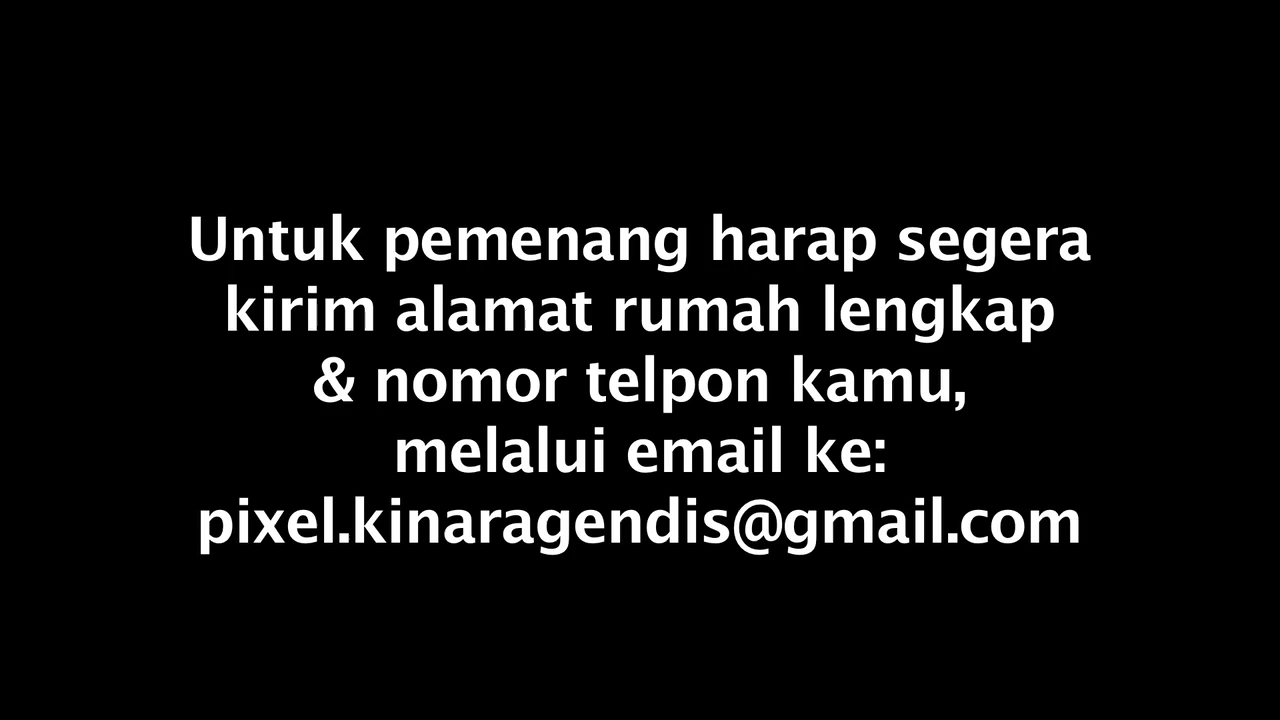 Untuk pemenang harap segera
kirim alamat rumah lengkap
& nomor telpon kamu,
melalui email ke:
pixel.kinaragendis@gmail.com